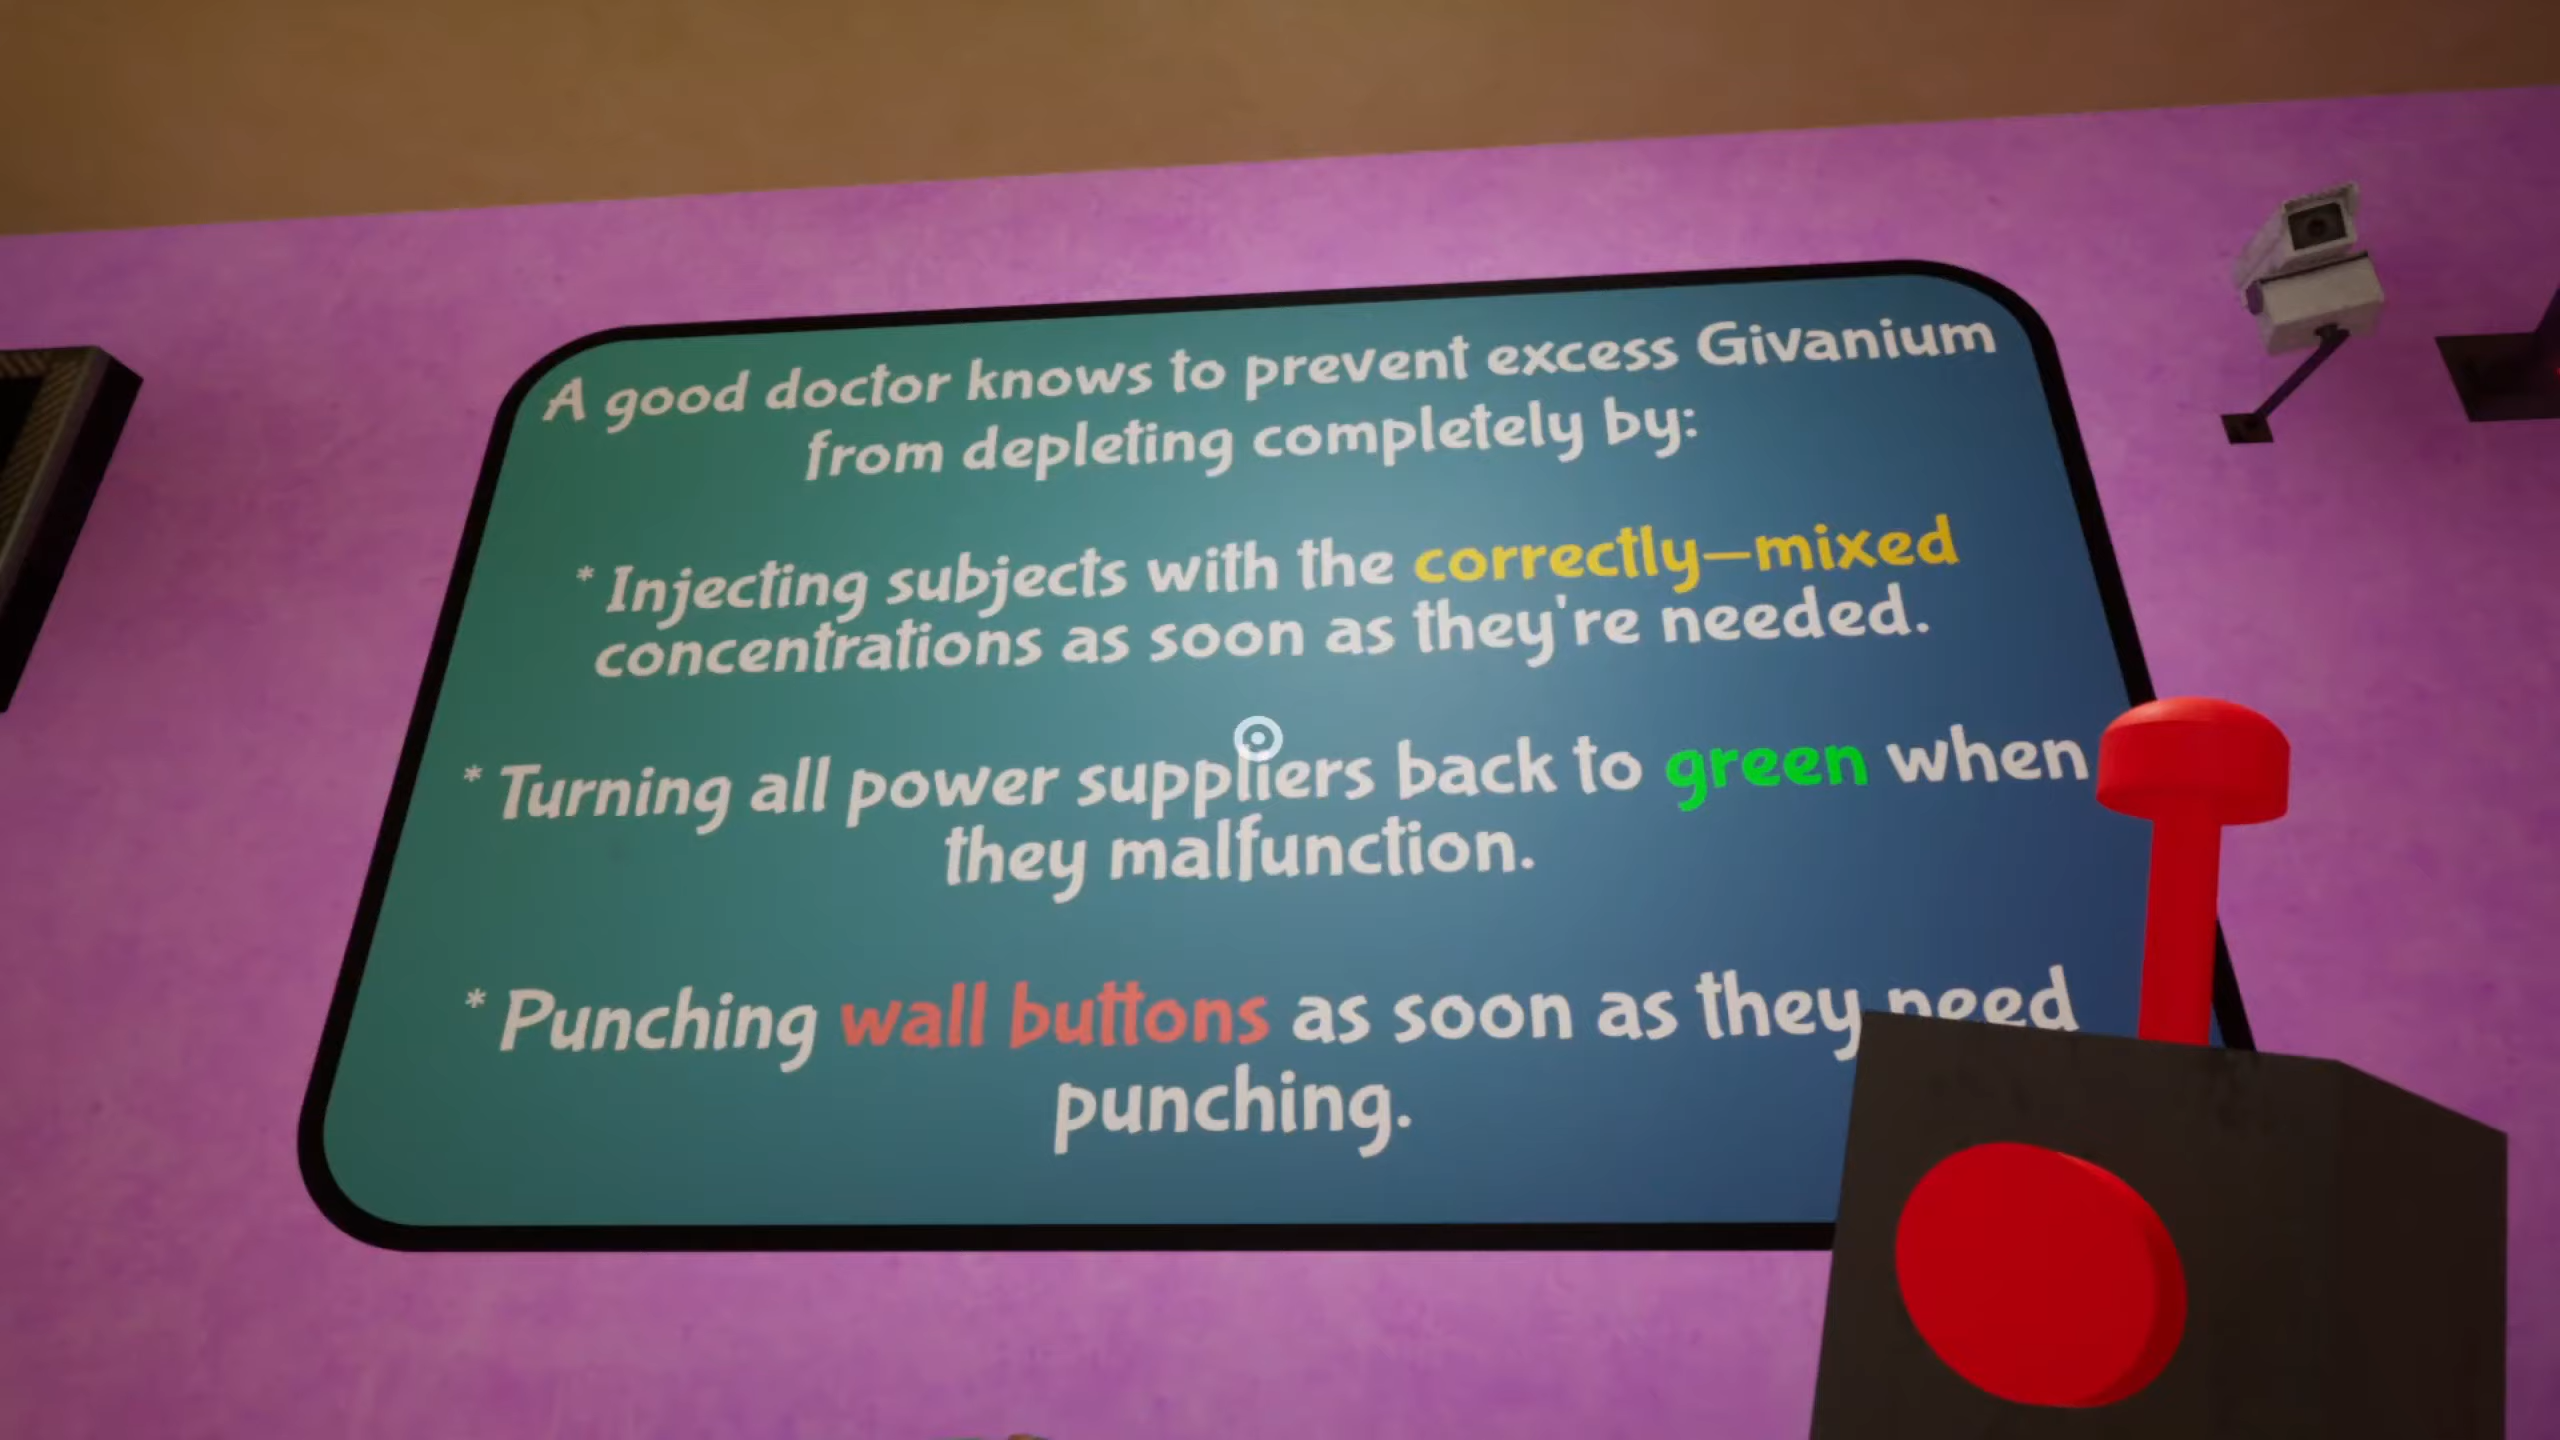 A good doctor knows to prevent excess Givanium
from depleting completely by:
* Injecting subjects with the correctly—mixed
concentrations as soon as they're needed.
* Turning all power suppliers back to green when
they malfunction.
* Punching wall buttons as soon as they need
punching.